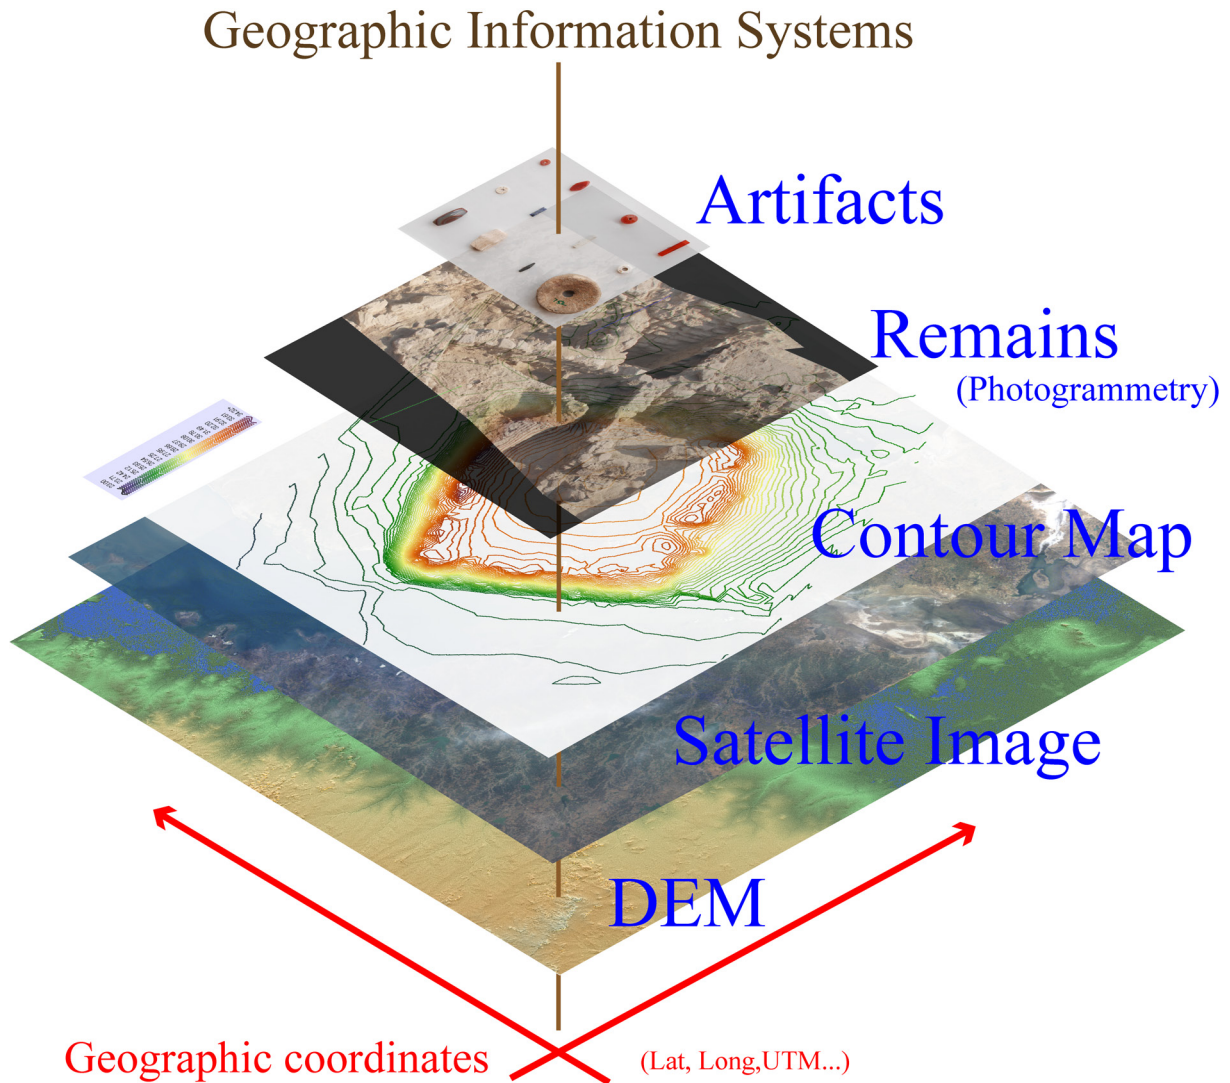 Geographic Information Systems
Artifacts
Remains
(Photogrammetry)
Contour Map
Satellite Image
DEM
Geographic coordinates
(Lat, Long,UTM...)